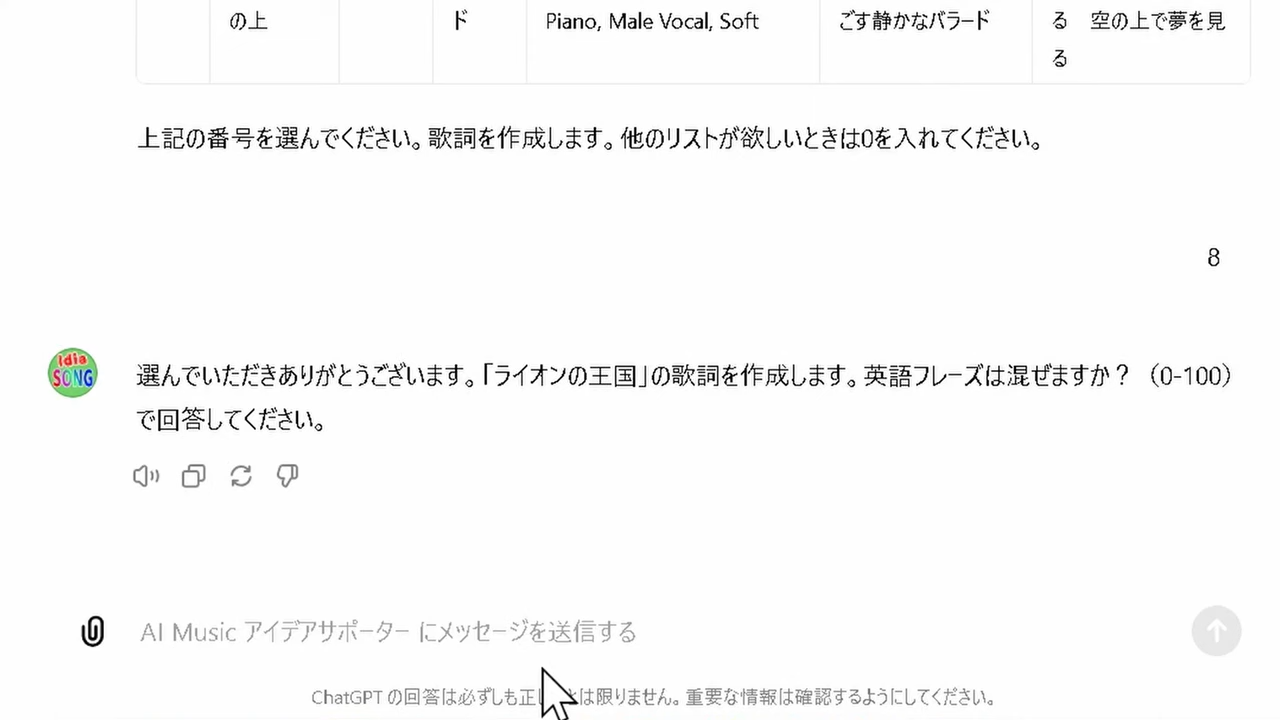 の上
ド
Piano, Male Vocal, Soft
ごす静かなバラード
る 空の上で夢を見
る
上記の番号を選んでください。歌詞を作成します。他のリストが欲しいときは0を入れてください。
8
Idia
SONG
選んでいただきありがとうございます。「ライオンの王国」の歌詞を作成します。英語フレーズは混ぜますか？（0-100）
で回答してください。
AI Music アイデアサポーター にメッセージを送信する
ChatGPT の回答は必ずしも正しいとは限りません。重要な情報は確認するようにしてください。